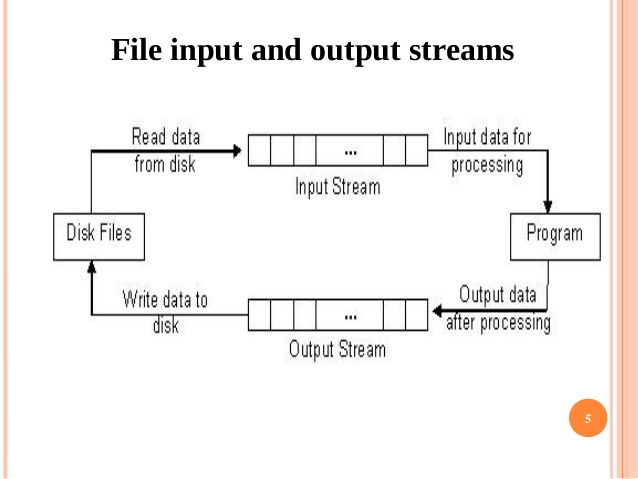 File input and output streams
Read data
from disk
...
Input Stream
Input data for
processing
Disk Files
Program
Write data to
disk
...
Output Stream
Output data
after processing
5